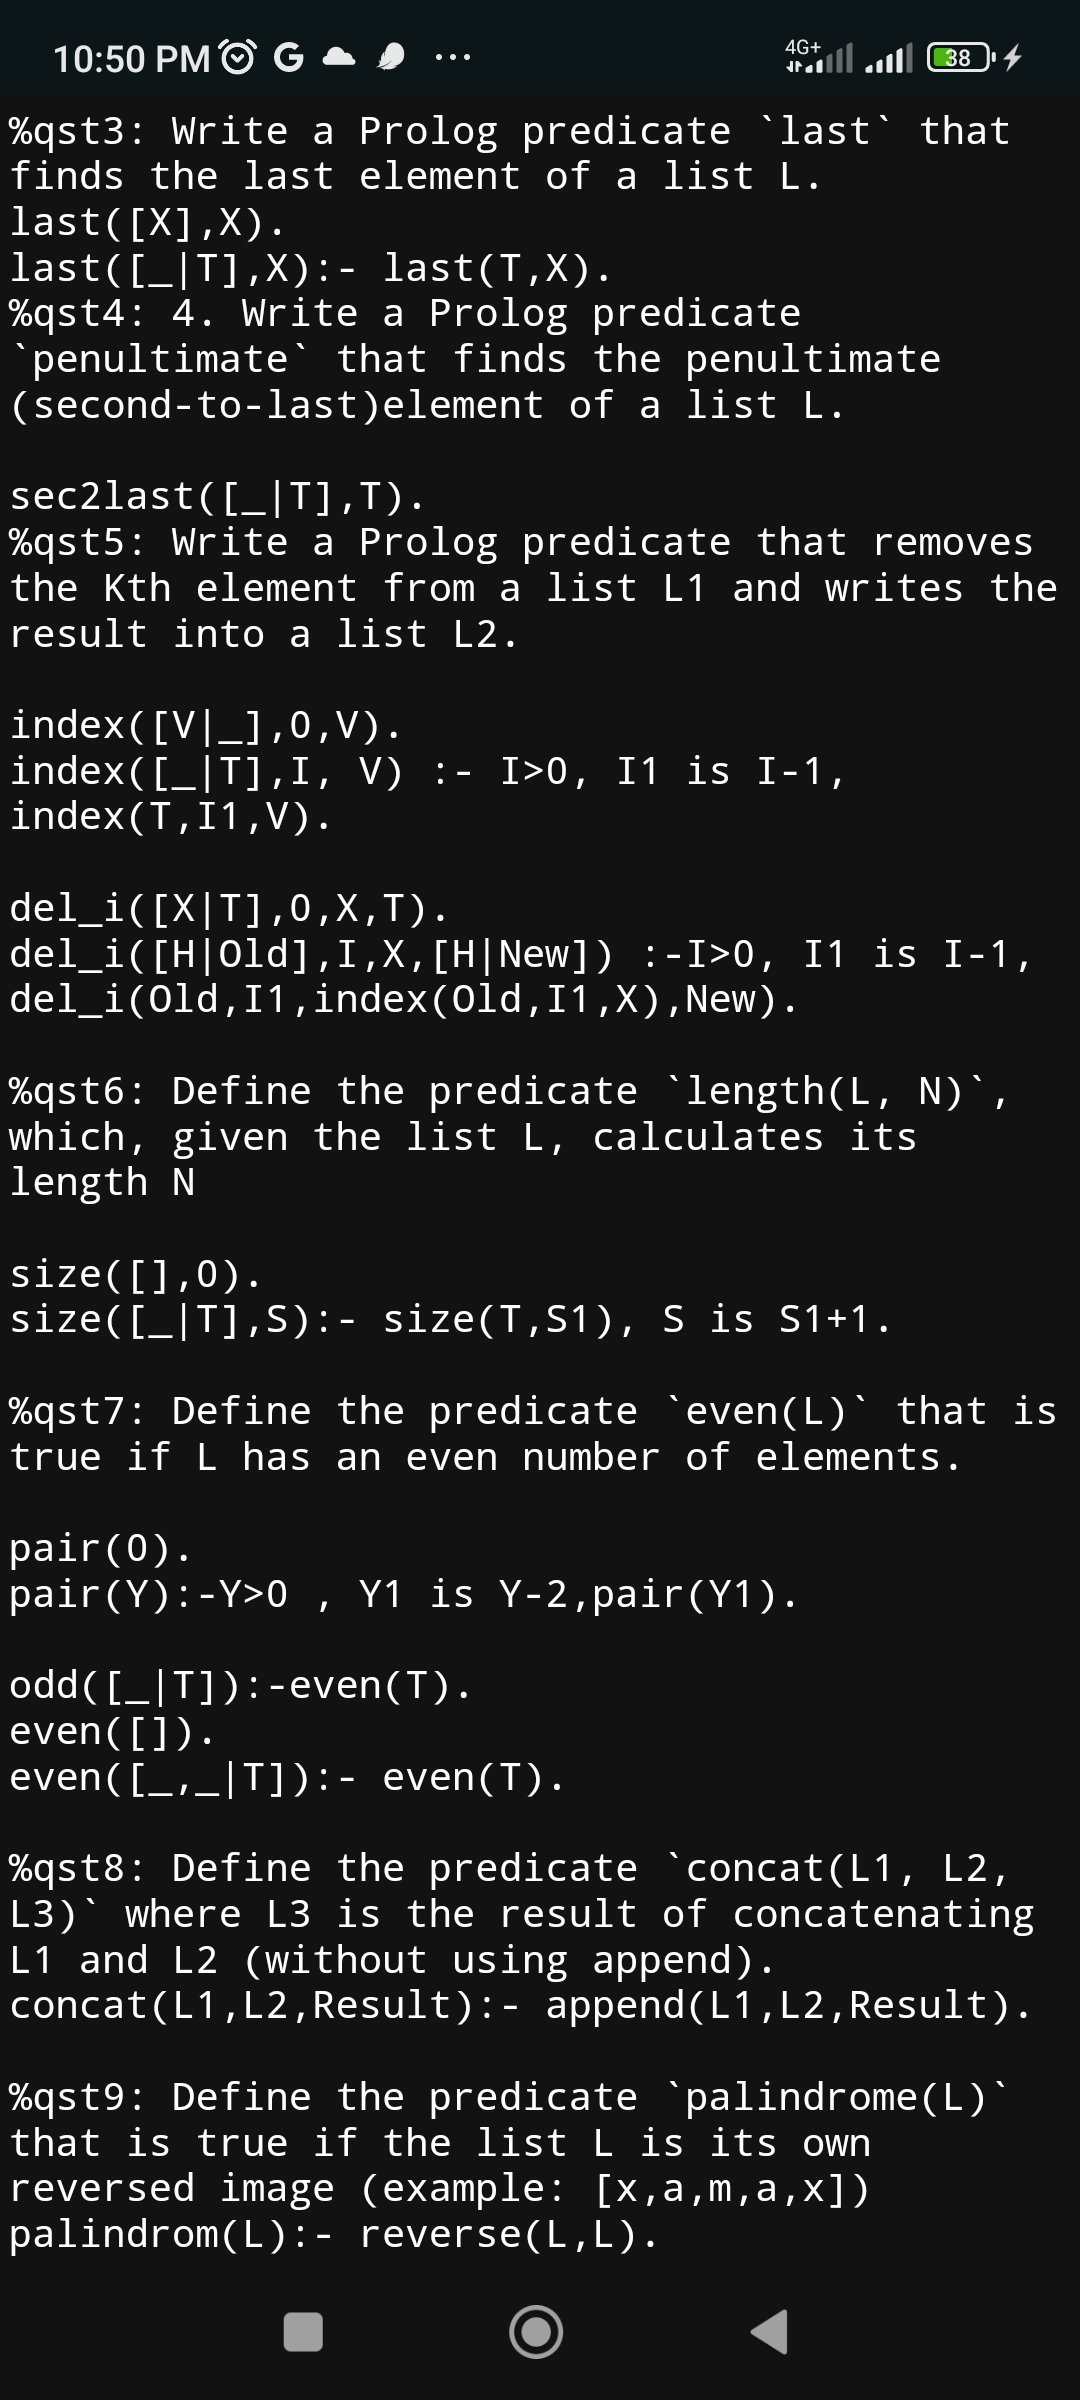 10:50 PM G ... 4G+ 38
%qst3: Write a Prolog predicate `last` that
finds the last element of a list L.
last([X],X).
last([_|T],X):- last(T,X).
%qst4: 4. Write a Prolog predicate
`penultimate` that finds the penultimate
(second-to-last)element of a list L.
sec2last([_|T],T).
%qst5: Write a Prolog predicate that removes
the Kth element from a list L1 and writes the
result into a list L2.
index([V|_],0,V).
index([_|T],I, V) :- I>0, I1 is I-1,
index(T,I1,V).
del_i([X|T],0,X,T).
del_i([H|Old],I,X,[H|New]) :-I>0, I1 is I-1,
del_i(Old,I1,index(Old,I1,X),New).
%qst6: Define the predicate `length(L, N)`,
which, given the list L, calculates its
length N
size([],0).
size([_|T],S):- size(T,S1), S is S1+1.
%qst7: Define the predicate `even(L)` that is
true if L has an even number of elements.
pair(0).
pair(Y):-Y>0 , Y1 is Y-2,pair(Y1).
odd([_|T]):-even(T).
even([]).
even([_,_|T]):- even(T).
%qst8: Define the predicate `concat(L1, L2,
L3)` where L3 is the result of concatenating
L1 and L2 (without using append).
concat(L1,L2,Result):- append(L1,L2,Result).
%qst9: Define the predicate `palindrome(L)`
that is true if the list L is its own
reversed image (example: [x,a,m,a,x])
palindrom(L):- reverse(L,L).